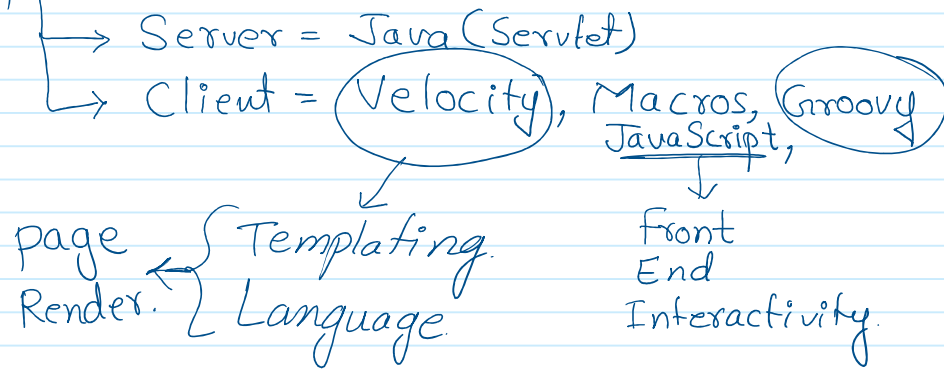 Server = Java (Servlet)
Client = Velocity, Macros, Groovy
JavaScript,
page
Render.
Templating.
Language.
Front
End
Interactivity.